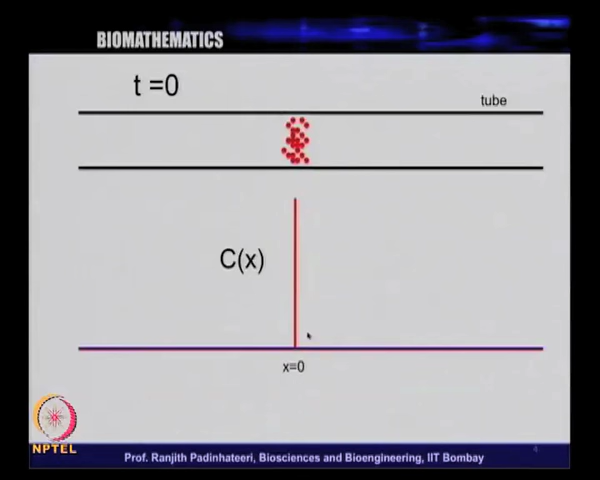 BIOMATHEMATICS
t =0
tube
C(x)
x=0
NPTEL
Prof. Ranjith Padinhateeri, Biosciences and Bioengineering, IIT Bombay
4